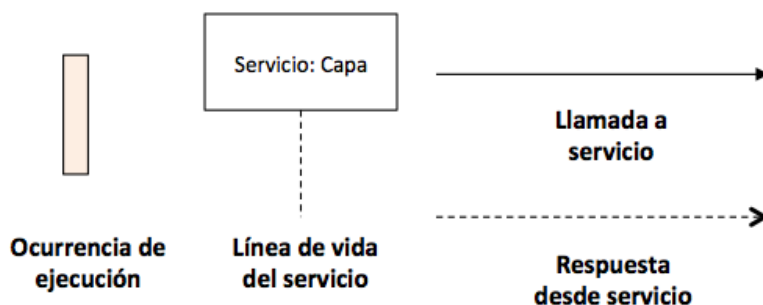 Servicio: Capa
Llamada a
servicio
Ocurrencia de
ejecución
Línea de vida
del servicio
Respuesta
desde servicio